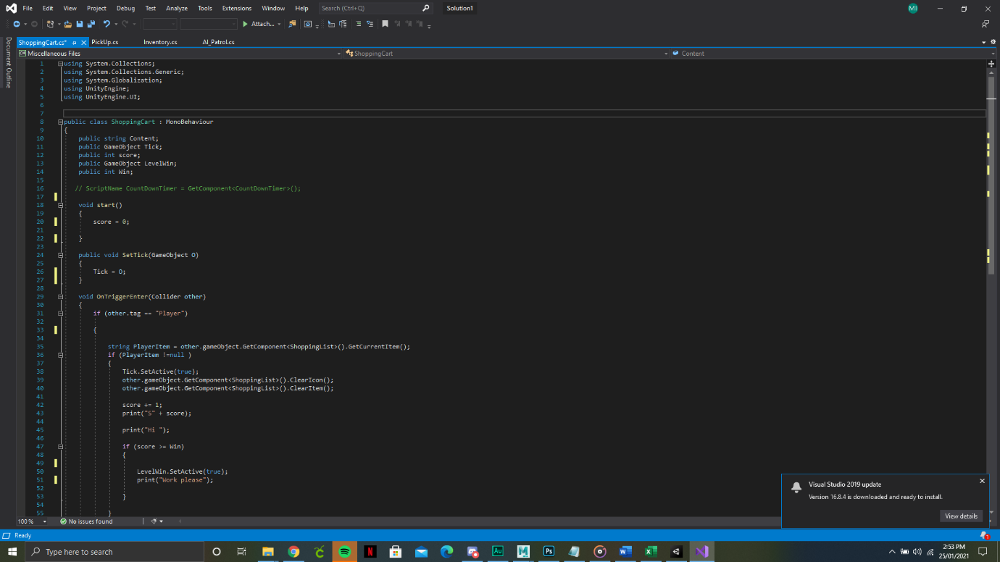 File Edit View Project Debug Test Analyze Tools Extensions Window Help Search (Ctrl+Q) Solution1 MI
Attach...
Document Outline
ShoppingCart.cs* PickUp.cs Inventory.cs AI_Patrol.cs
Miscellaneous Files ShoppingCart Content
1 using System.Collections;
2 using System.Collections.Generic;
3 using System.Globalization;
4 using UnityEngine;
5 using UnityEngine.UI;
6
7
8 public class ShoppingCart : MonoBehaviour
9 {
10 public string Content;
11 public GameObject Tick;
12 public int score;
13 public GameObject LevelWin;
14 public int Win;
15
16 // ScriptName CountDownTimer = GetComponent<CountDownTimer>();
17
18 void start()
19 {
20 score = 0;
21
22 }
23
24 public void SetTick(GameObject O)
25 {
26 Tick = O;
27 }
28
29 void OnTriggerEnter(Collider other)
30 {
31 if (other.tag == "Player")
32
33 {
34
35 string PlayerItem = other.gameObject.GetComponent<ShoppingList>().GetCurrentItem();
36 if (PlayerItem !=null )
37 {
38 Tick.SetActive(true);
39 other.gameObject.GetComponent<ShoppingList>().ClearIcon();
40 other.gameObject.GetComponent<ShoppingList>().ClearItem();
41
42 score += 1;
43 print("S" + score);
44
45 print("Hi ");
46
47 if (score >= Win)
48 {
49
50 LevelWin.SetActive(true);
51 print("Work please");
52
53 }
54
55 }
Visual Studio 2019 update
Version 16.8.4 is downloaded and ready to install.
View details
100 % No issues found
Ready 1
Type here to search
2:53 PM
25/01/2021